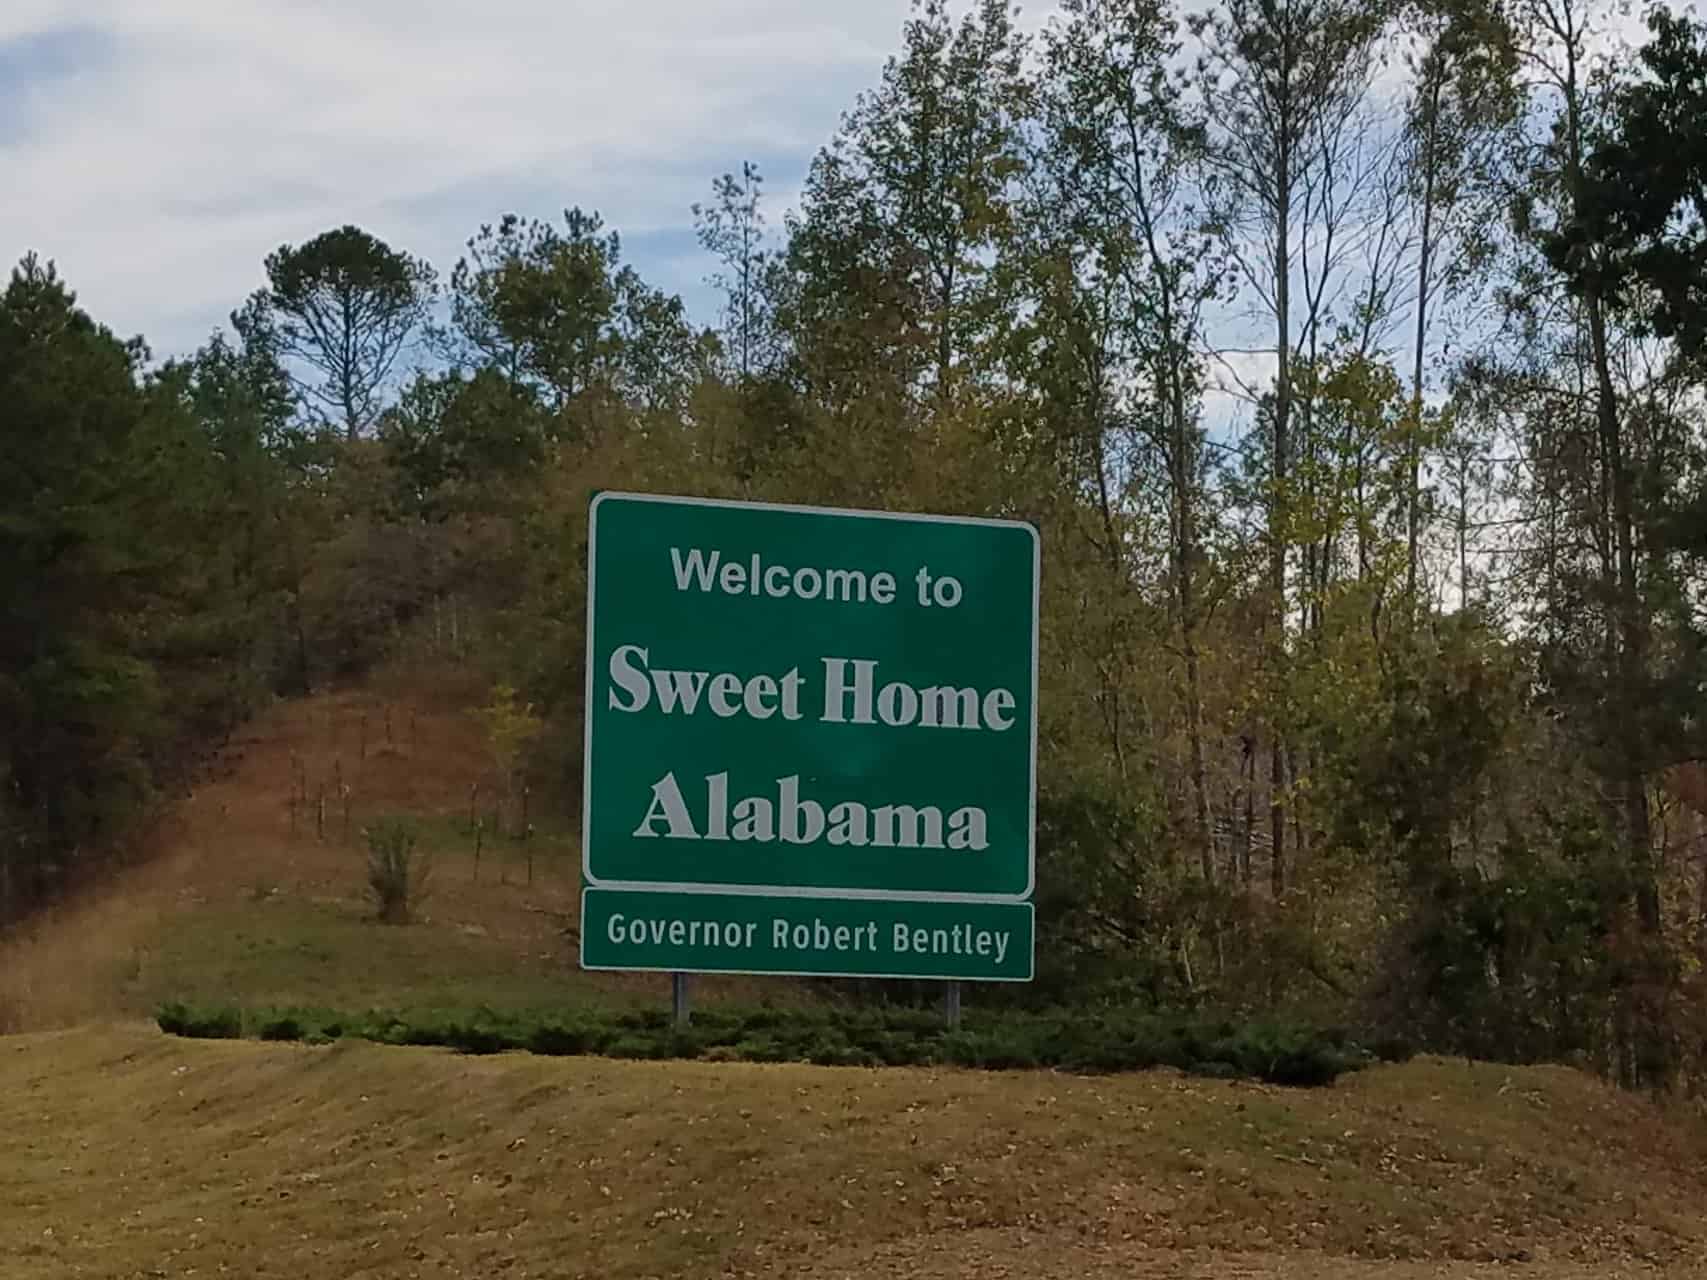 Welcome to
Sweet Home
Alabama
Governor Robert Bentley